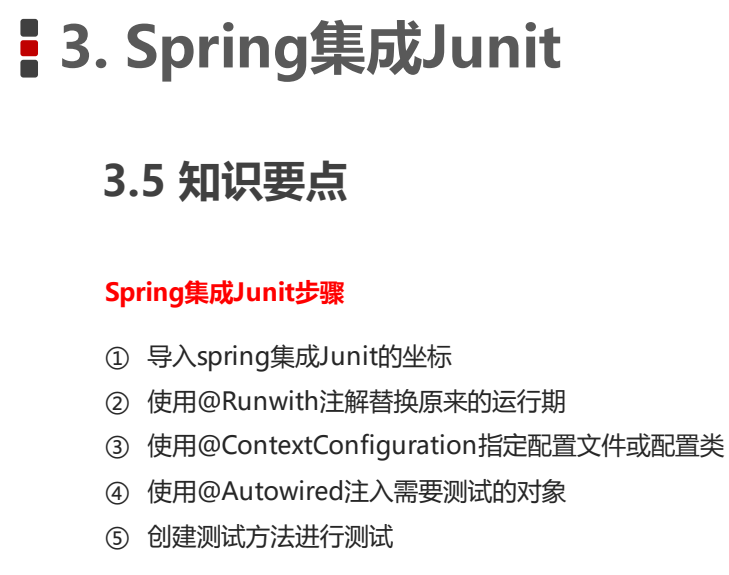 3. Spring集成Junit
3.5 知识要点
Spring集成Junit步骤
① 导入spring集成Junit的坐标
② 使用@Runwith注解替换原来的运行期
③ 使用@ContextConfiguration指定配置文件或配置类
④ 使用@Autowired注入需要测试的对象
⑤ 创建测试方法进行测试